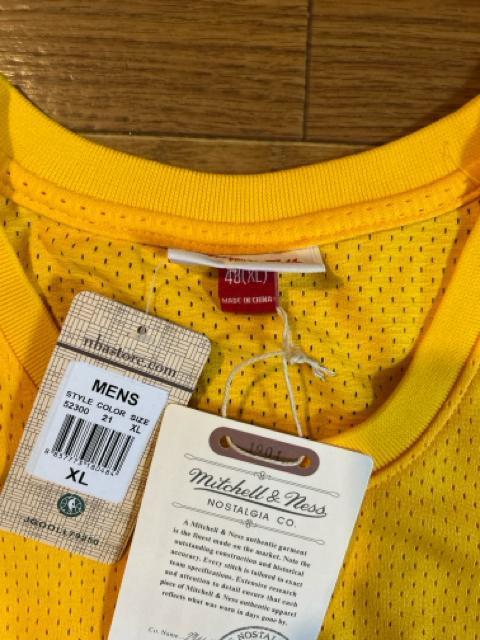 48(XL)
MADE IN CHINA
nbastore.com
MENS
STYLE COLOR SIZE
52300 21 XL
XL
1904
Mitchell & Ness
NOSTALGIA CO.
A Mitchell & Ness authentic garment
is the finest made on the market. Note the
outstanding construction and historical
accuracy. Every stitch is tailored to exact
team specifications. Extensive research
and attention to detail ensure that each
piece of Mitchell & Ness authentic apparel
reflects what was worn in days gone by.
Co. Name
NOSTAL